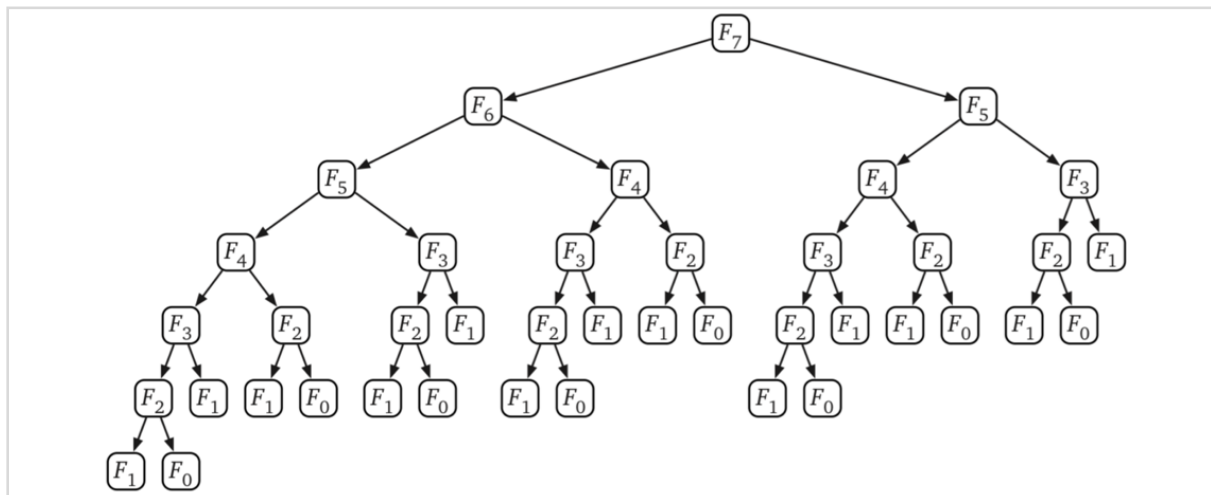 F7
F6 F5
F5 F4 F4 F3
F4 F3 F3 F2 F3 F2 F2 F1
F3 F2 F2 F1 F2 F1 F1 F0 F2 F1 F1 F0 F1 F0
F2 F1 F1 F0 F1 F0 F1 F0 F1 F0
F1 F0